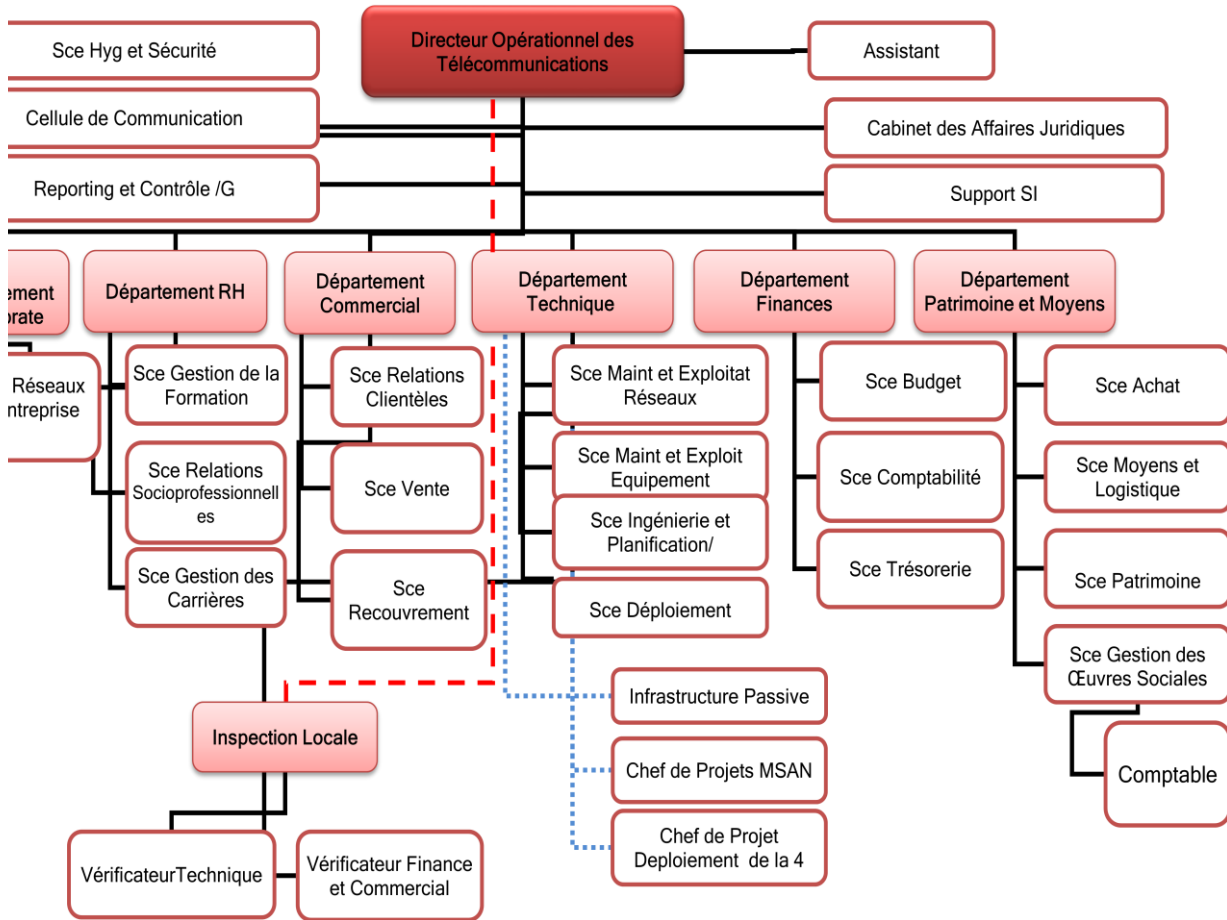 Directeur Opérationnel des
Télécommunications
Sce Hyg et Sécurité
Assistant
Cellule de Communication
Cabinet des Affaires Juridiques
Reporting et Contrôle /G
Support SI
ement
orate
Département RH
Département
Commercial
Département
Technique
Département
Finances
Département
Patrimoine et Moyens
Réseaux
ntreprise
Sce Gestion de la
Formation
Sce Relations
Socioprofessionnell
es
Sce Gestion des
Carrières
Sce Relations
Clientèles
Sce Vente
Sce
Recouvrement
Sce Maint et Exploitat
Réseaux
Sce Maint et Exploit
Equipement
Sce Ingénierie et
Planification/
Sce Déploiement
Infrastructure Passive
Chef de Projets MSAN
Chef de Projet
Deploiement de la 4
Sce Budget
Sce Comptabilité
Sce Trésorerie
Sce Achat
Sce Moyens et
Logistique
Sce Patrimoine
Sce Gestion des
Œuvres Sociales
Comptable
Inspection Locale
VérificateurTechnique
Vérificateur Finance
et Commercial